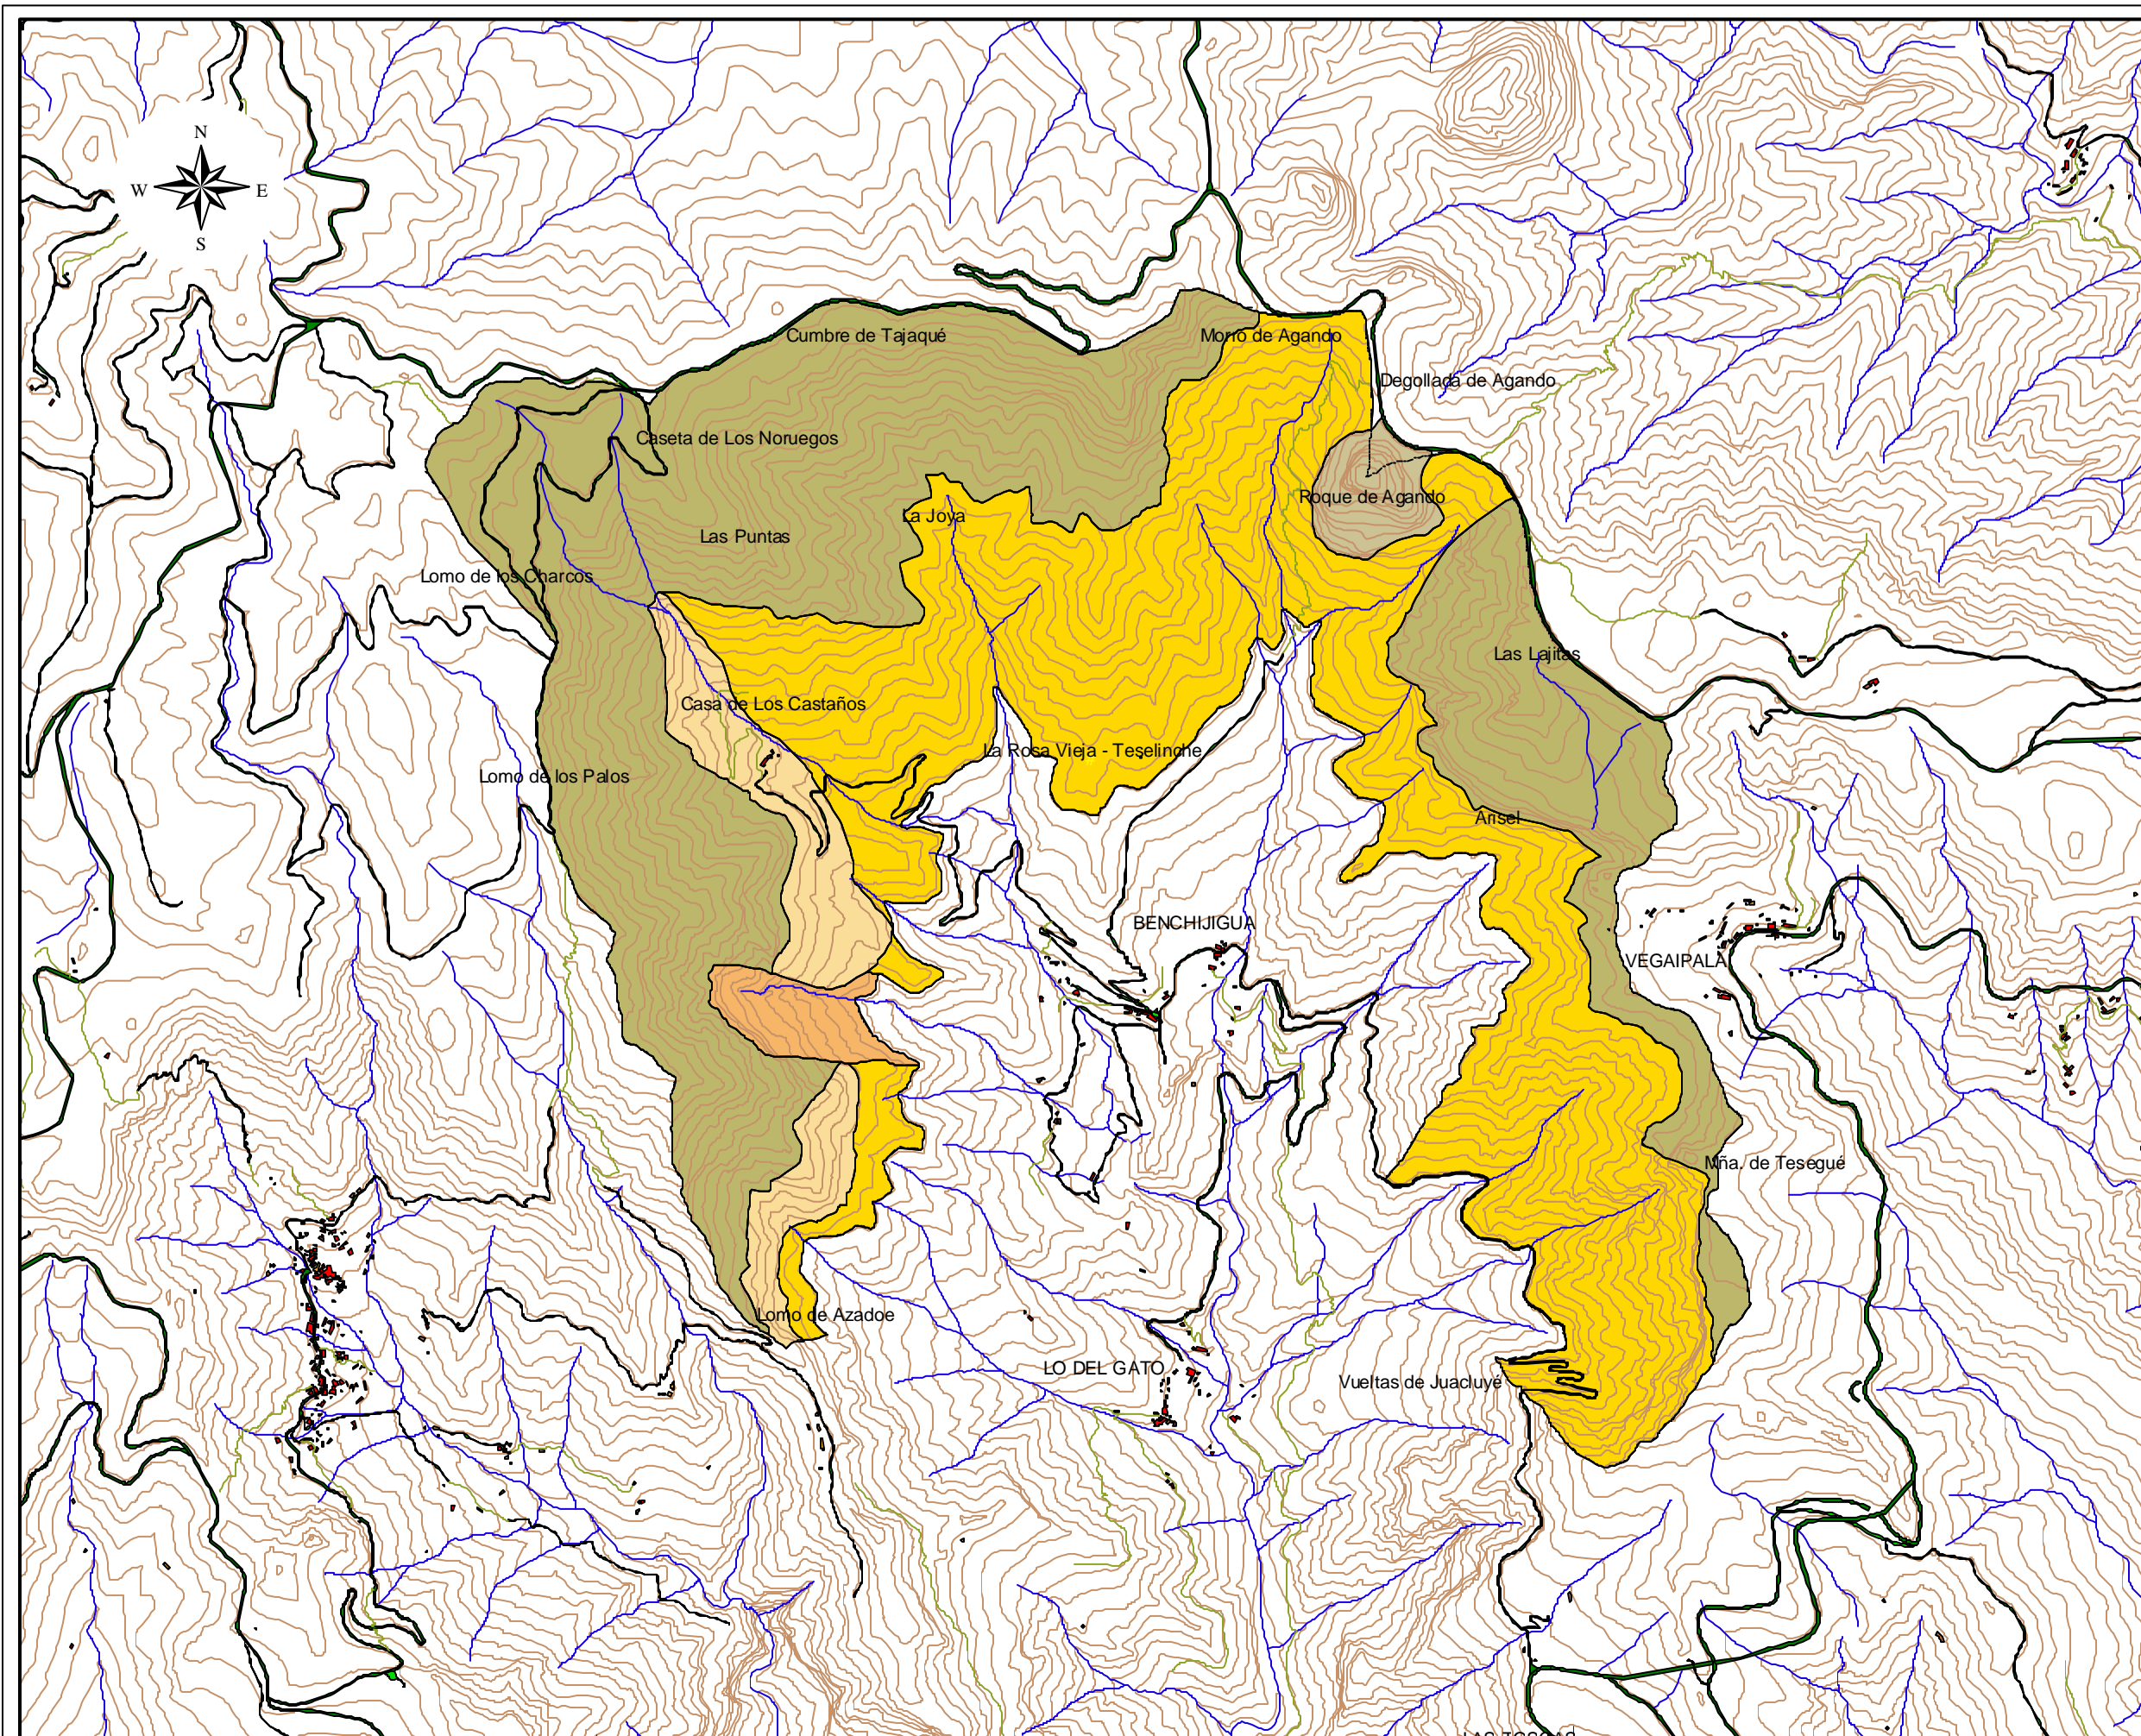 N
W E
S
Cumbre de Tajaqué
Morro de Agando
Degollada de Agando
Caseta de Los Noruegos
Roque de Agando
La Joya
Las Puntas
Lomo de los Charcos
Las Lajitas
Casa de Los Castaños
La Rosa Vieja - Teselinche
Lomo de los Palos
Ansel
BENCHIJIGUA
VEGAIPALA
Mña. de Tesegué
Lomo de Azadoe
LO DEL GATO
Vueltas de Juacluyé